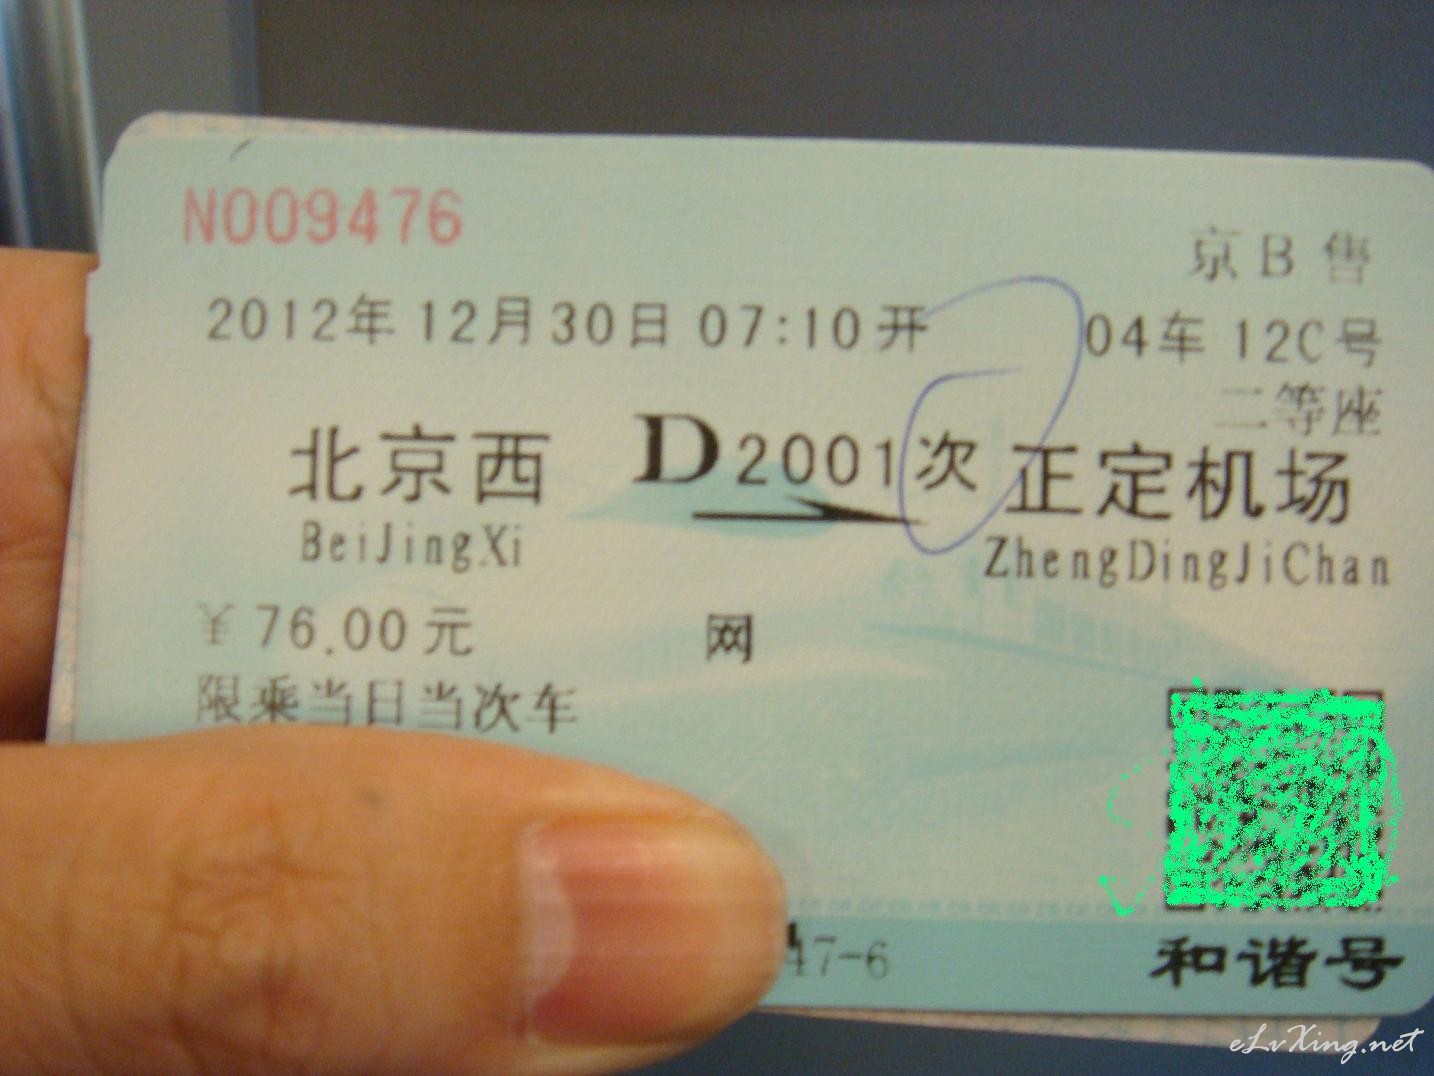 N009476
京B售
2012年12月30日07:10开 04车12C号
二等座
北京西 D2001次 正定机场
BeiJingXi ZhengDingJiChan
￥76.00元 网
限乘当日当次车
47-6 和谐号
eLvXing.net